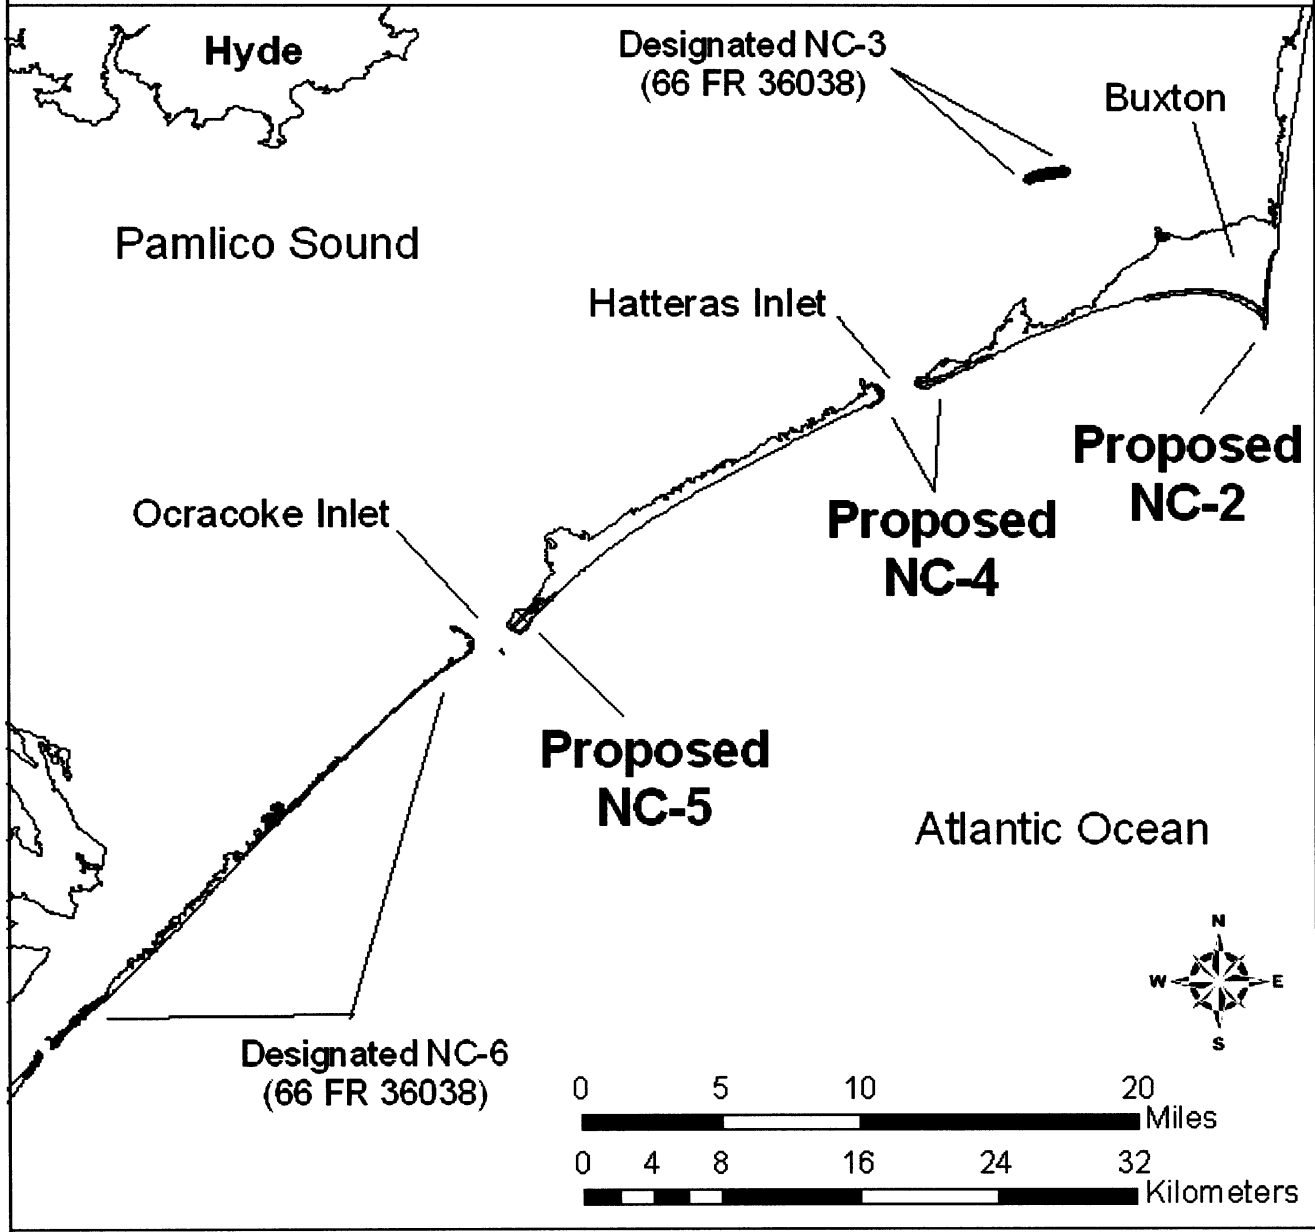 Hyde
Designated NC-3
(66 FR 36038)
Buxton
Pamlico Sound
Hatteras Inlet
Proposed
NC-2
Ocracoke Inlet
Proposed
NC-4
Proposed
NC-5
Atlantic Ocean
N
W E
S
Designated NC-6
(66 FR 36038)
0 5 10 20
Miles
0 4 8 16 24 32
Kilometers